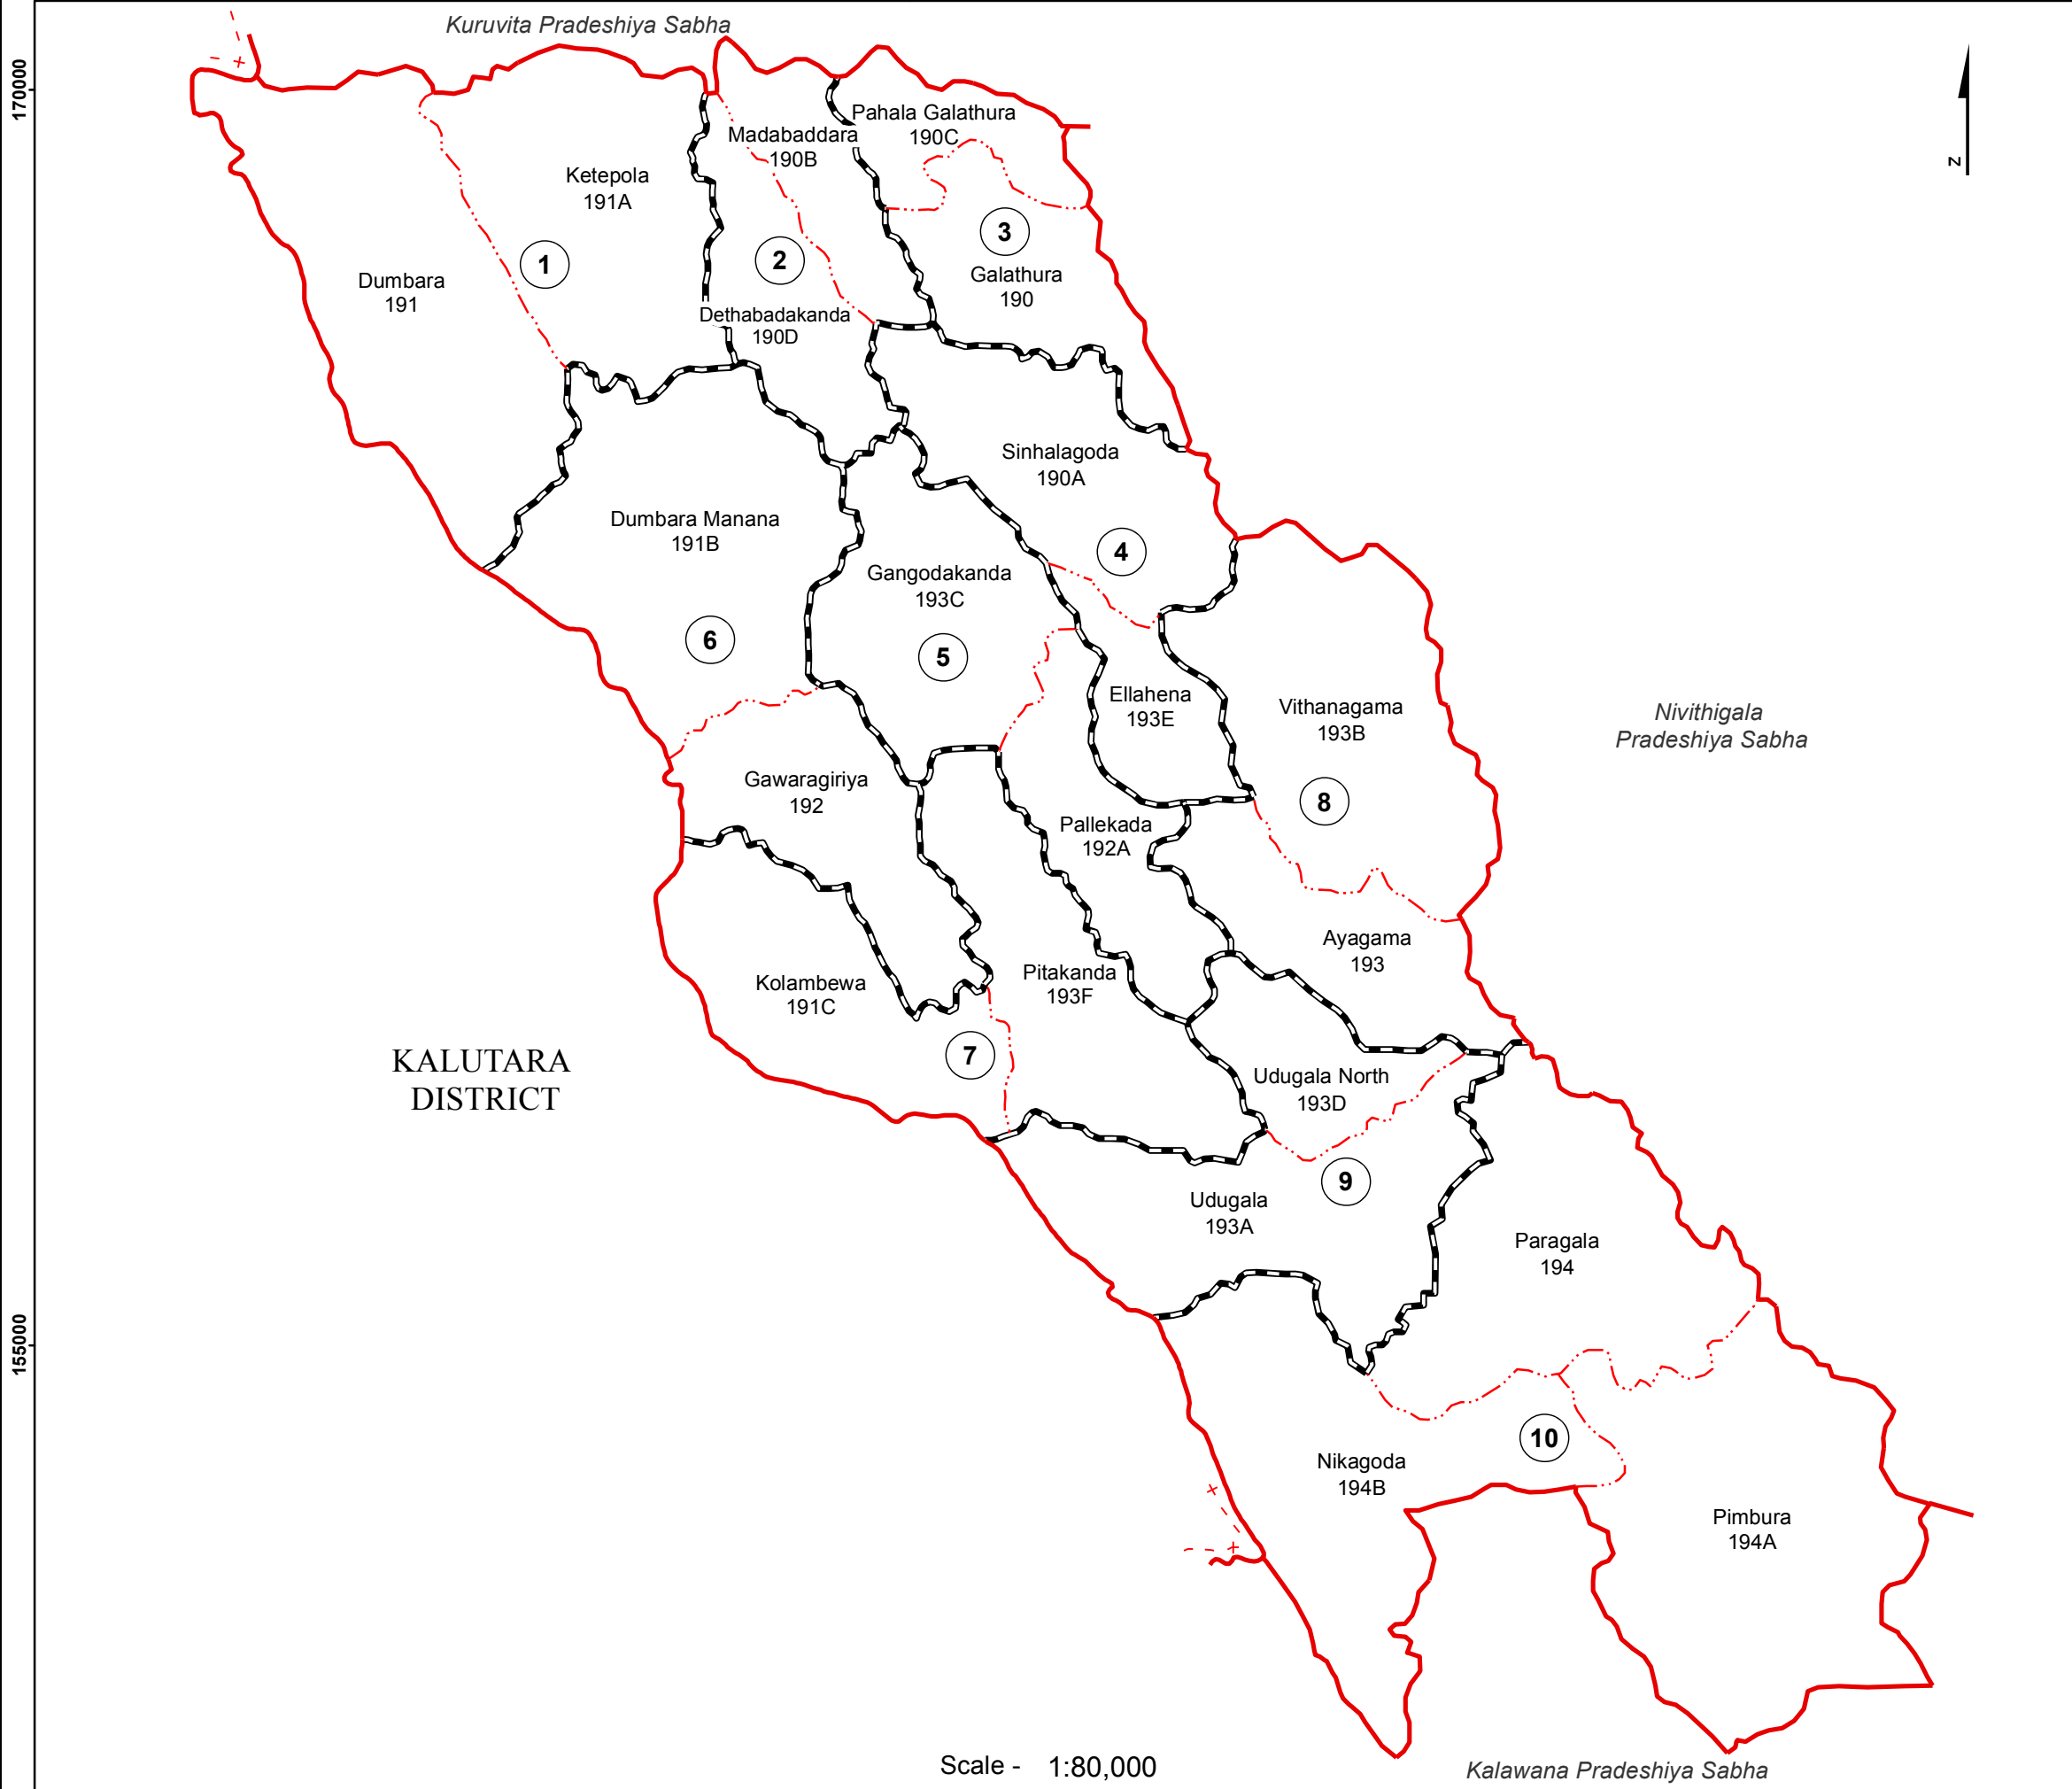 Kuruvita Pradeshiya Sabha
170000
Pahala Galathura
190C
Madabaddara
190B
N
Ketepola
191A
3
1
2
Galathura
190
Dumbara
191
Dethabadakanda
190D
Sinhalagoda
190A
Dumbara Manana
191B
4
Gangodakanda
193C
6
5
Ellahena
193E
Vithanagama
193B
Nivithigala
Pradeshiya Sabha
Gawaragiriya
192
8
Pallekada
192A
Ayagama
193
Pitakanda
193F
Kolambewa
191C
7
KALUTARA
DISTRICT
Udugala North
193D
9
Udugala
193A
Paragala
194
155000
10
Nikagoda
194B
Pimbura
194A
Scale - 1:80,000
Kalawana Pradeshiya Sabha